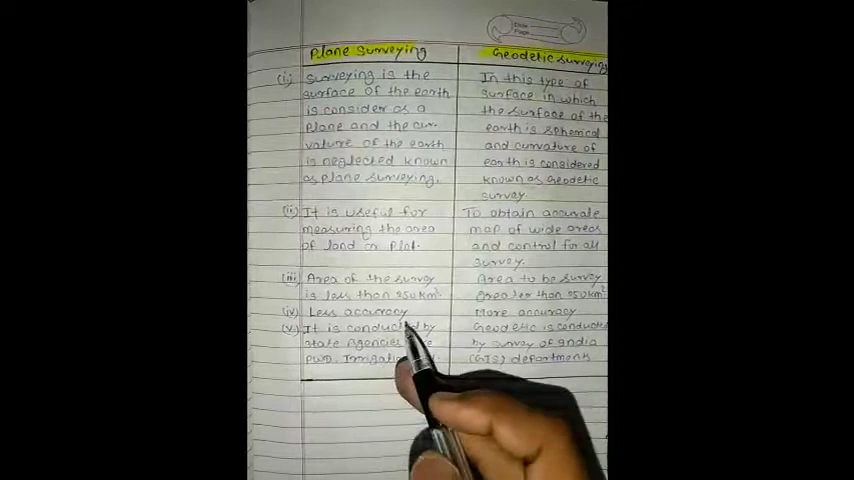 Date
Page
Plane Surveying
Geodetic surveying
(i) Surveying is the
surface of the earth
is consider as a
Plane and the cur-
vature of the earth
is neglected known
as plane surveying.
In this type of
surface in which
the surface of the
earth is spherical
and curvature of
earth is considered
known as Geodetic
survey
(ii) It is useful for
measuring the area
of land or Plot.
To obtain accurate
map of wide areas
and control for all
survey.
(iii) Area of the survey
is less than 250 km².
Area to be survey
Greater than 250 km²
(iv) Less accuracy
More accuracy
(v) It is conducted by
State Agencies
PWD, Irrigation
Geodetic is conducted
by survey of India
(GTS) departments